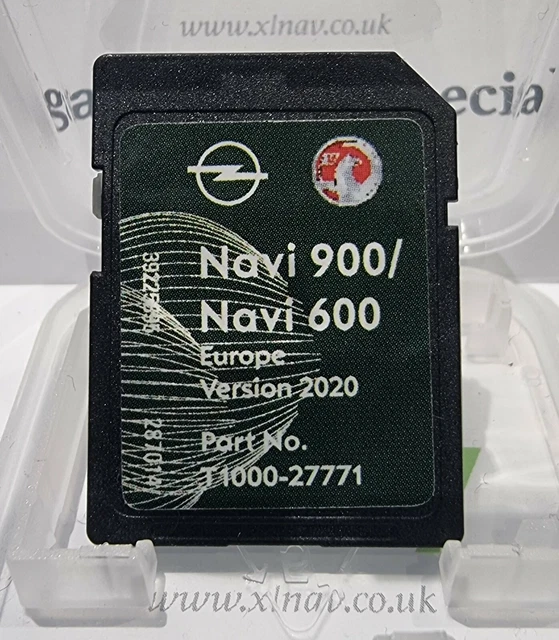 www.xlnav.co.uk
Navi 900/
Navi 600
Europe
Version 2020
Part No.
T1000-27771
www.xlnav.co.uk